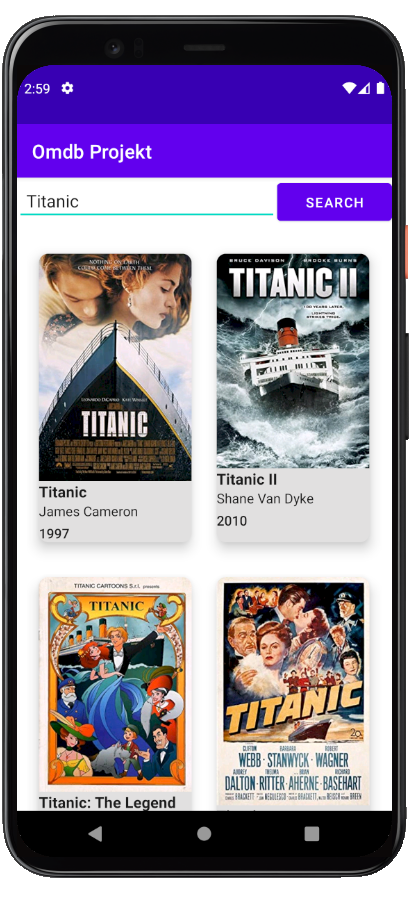 2:59
Omdb Projekt
Titanic
SEARCH
NOTHING ON EARTH
COULD COME BETWEEN THEM.
LEONARDO DiCAPRIO KATE WINSLET
TITANIC
Titanic
James Cameron
1997
BRUCE DAVISON BROOKE BURNS
TITANIC II
100 YEARS LATER,
LIGHTNING
STRIKES TWICE.
Titanic II
Shane Van Dyke
2010
TITANIC CARTOONS S.r.l. presents
TITANIC
Titanic: The Legend
TITANIC
CLIFTON BARBARA ROBERT
WEBB · STANWYCK · WAGNER
AUDREY THELMA BRIAN RICHARD
DALTON · RITTER · AHERNE · BASEHART